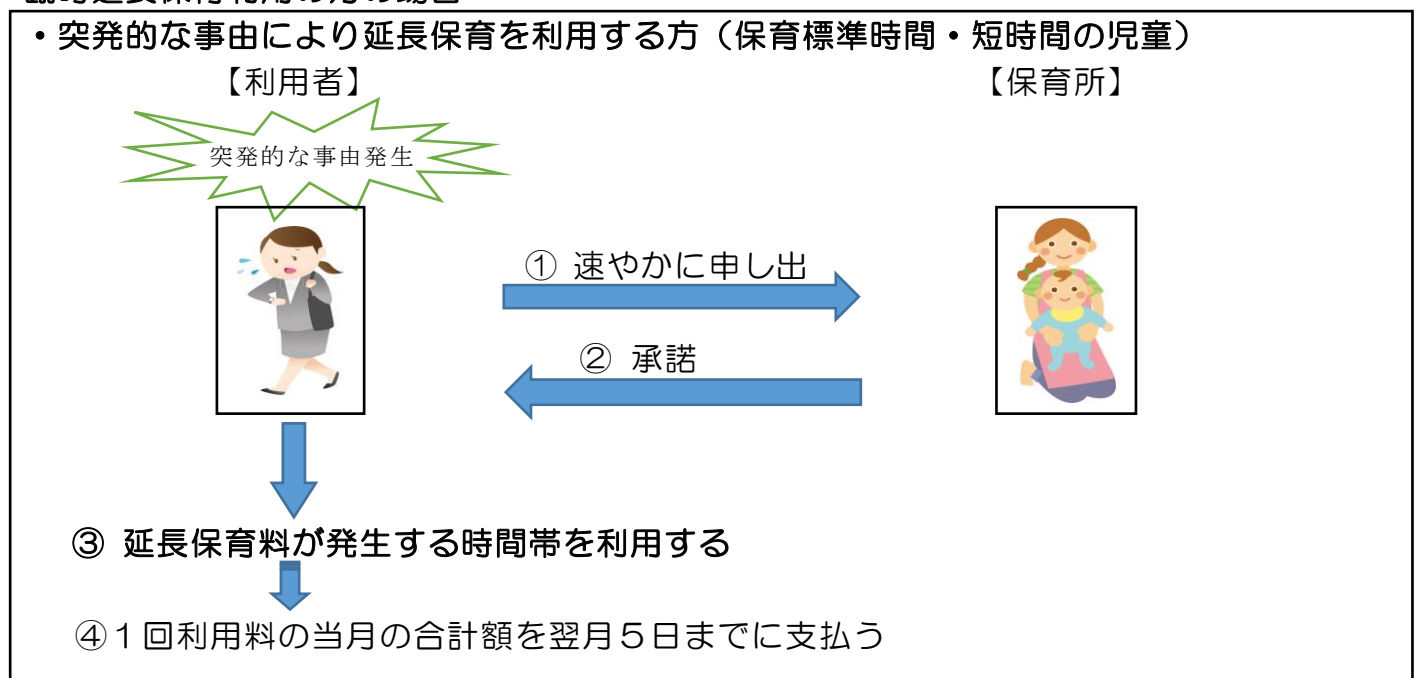 ・突発的な事由により延長保育を利用する方（保育標準時間・短時間の児童）
【利用者】 【保育所】
突発的な事由発生
① 速やかに申し出
② 承諾
③ 延長保育料が発生する時間帯を利用する
④１回利用料の当月の合計額を翌月５日までに支払う